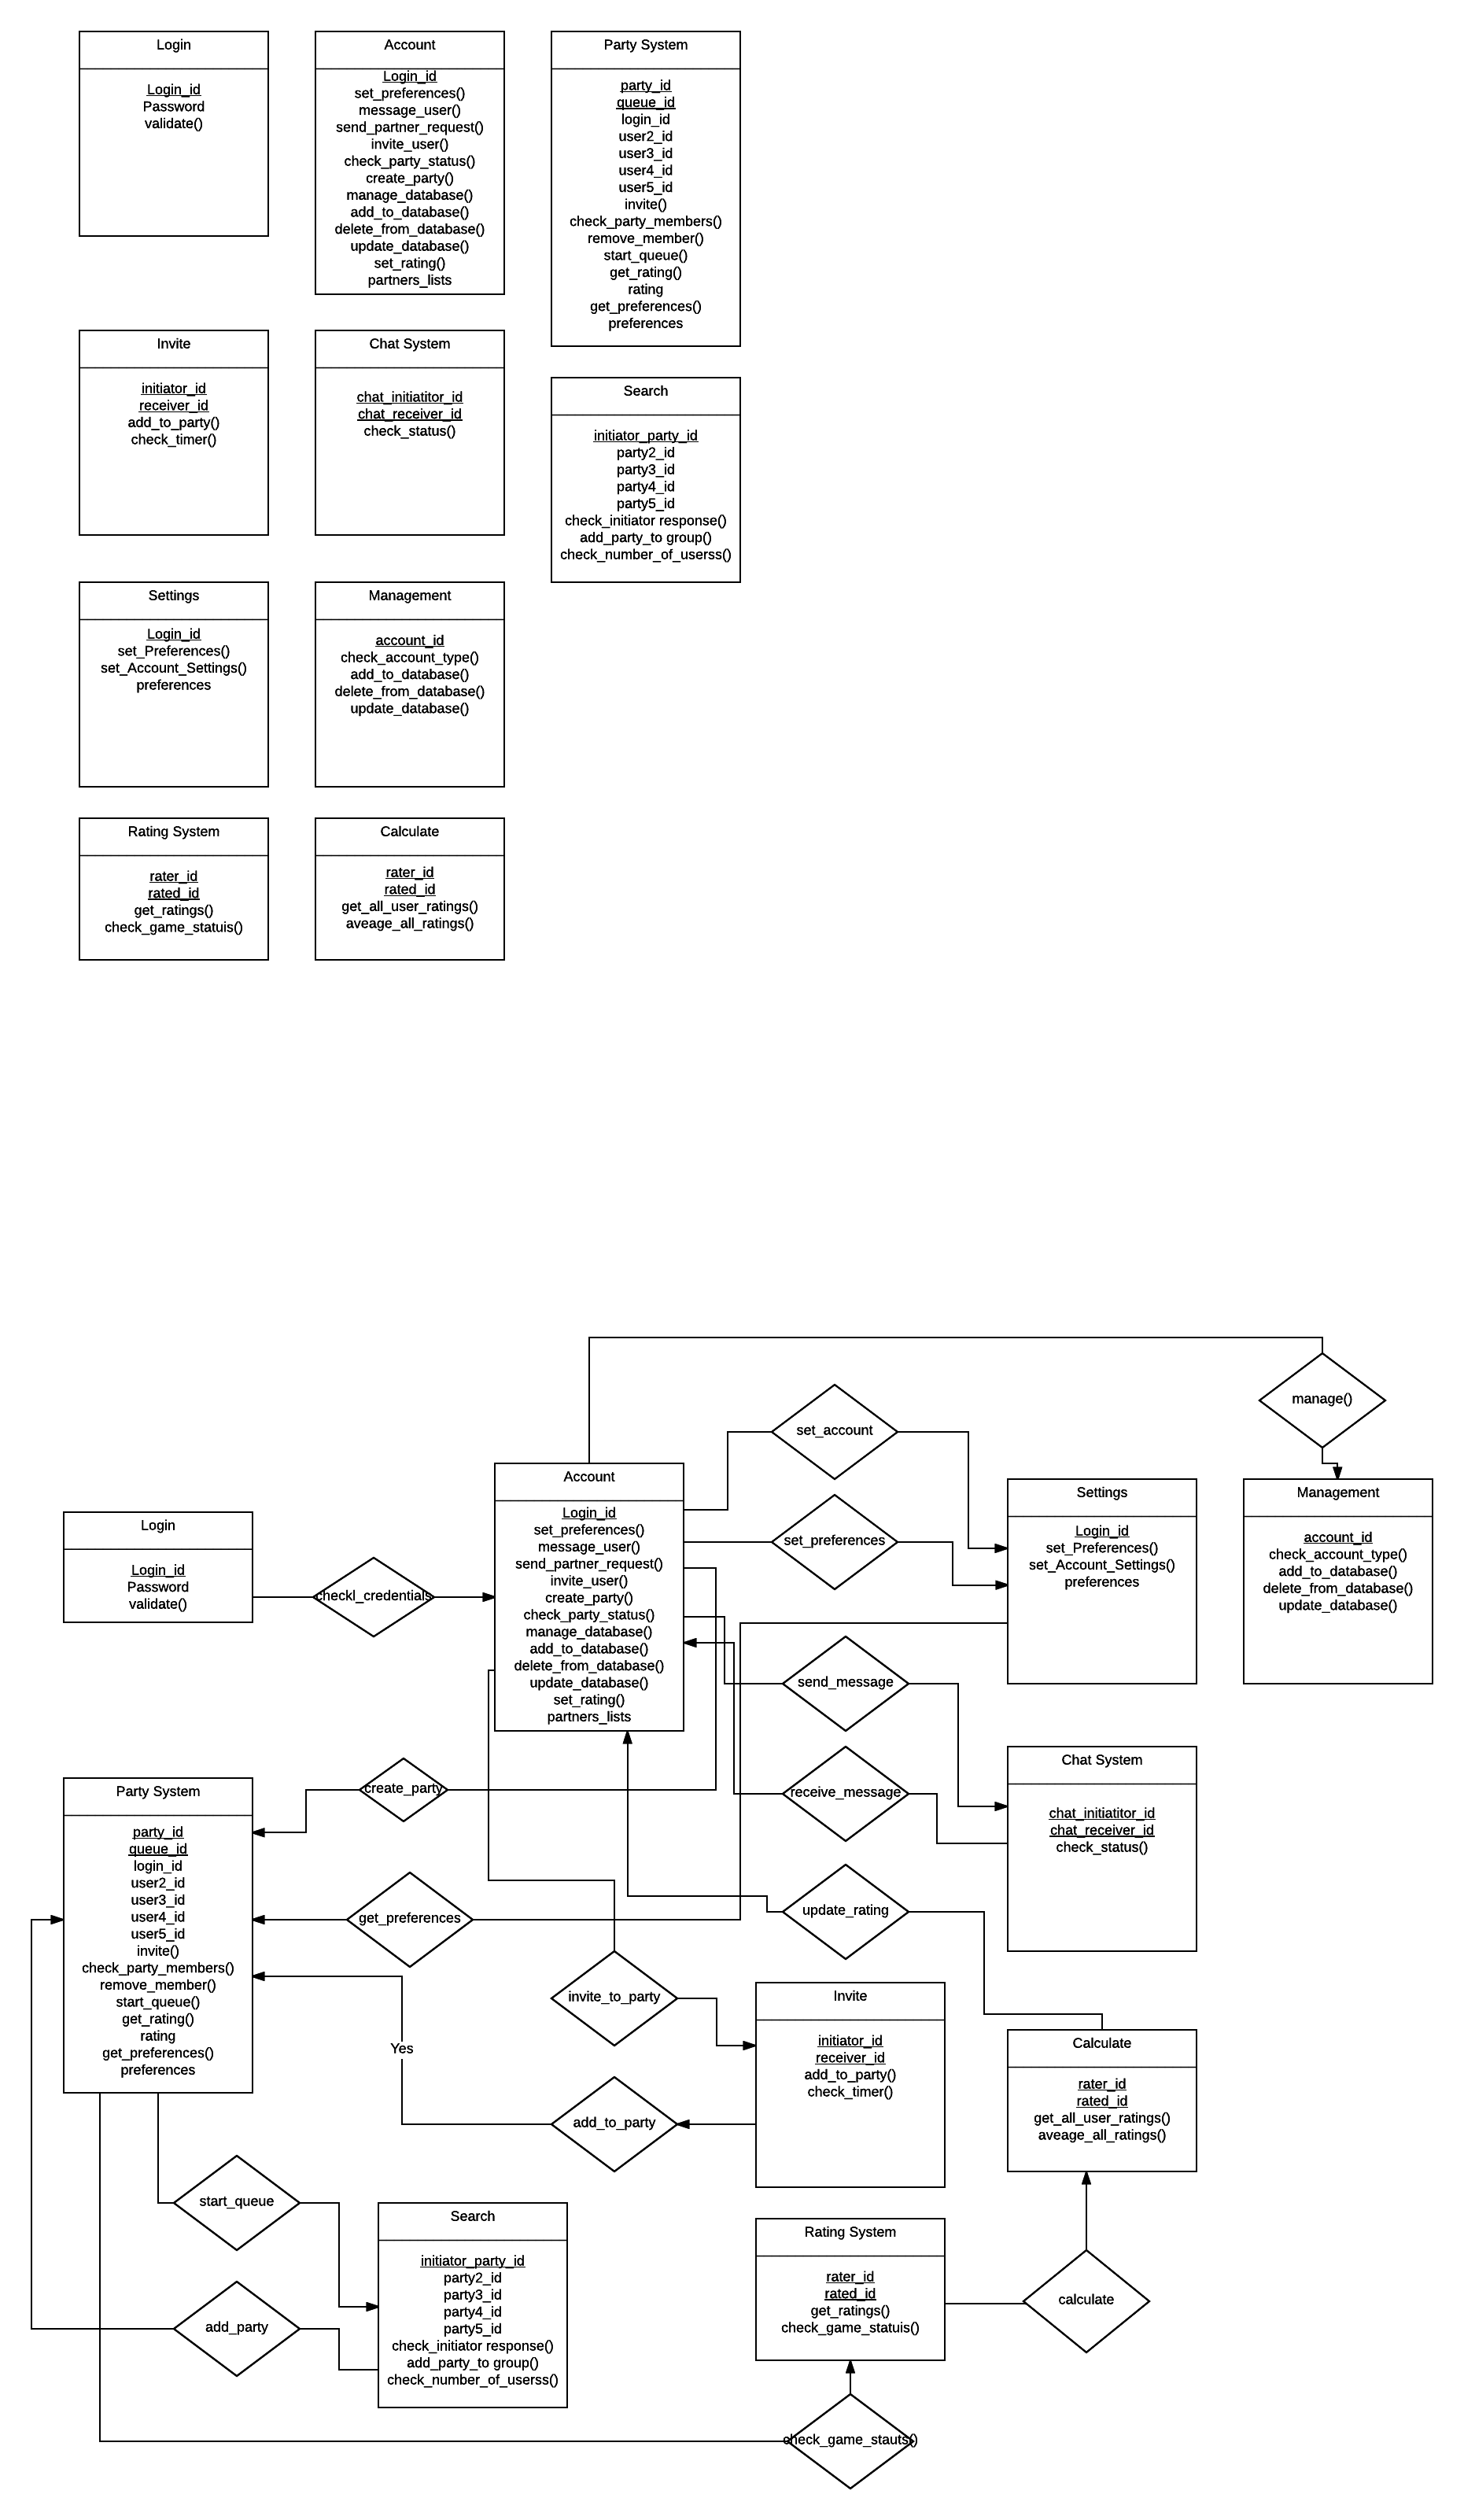 Login
Login_id
Password
validate()
Account
Login_id
set_preferences()
message_user()
send_partner_request()
invite_user()
check_party_status()
create_party()
manage_database()
add_to_database()
delete_from_database()
update_database()
set_rating()
partners_lists
Party System
party_id
queue_id
login_id
user2_id
user3_id
user4_id
user5_id
invite()
check_party_members()
remove_member()
start_queue()
get_rating()
rating
get_preferences()
preferences
Invite
initiator_id
receiver_id
add_to_party()
check_timer()
Chat System
chat_initiatitor_id
chat_receiver_id
check_status()
Search
initiator_party_id
party2_id
party3_id
party4_id
party5_id
check_initiator response()
add_party_to group()
check_number_of_userss()
Settings
Login_id
set_Preferences()
set_Account_Settings()
preferences
Management
account_id
check_account_type()
add_to_database()
delete_from_database()
update_database()
Rating System
rater_id
rated_id
get_ratings()
check_game_statuis()
Calculate
rater_id
rated_id
get_all_user_ratings()
aveage_all_ratings()
manage()
set_account
Account
Login_id
set_preferences()
message_user()
send_partner_request()
invite_user()
create_party()
check_party_status()
manage_database()
add_to_database()
delete_from_database()
update_database()
set_rating()
partners_lists
set_preferences
Settings
Login_id
set_Preferences()
set_Account_Settings()
preferences
Management
account_id
check_account_type()
add_to_database()
delete_from_database()
update_database()
Login
Login_id
Password
validate()
checkl_credentials
send_message
Chat System
chat_initiatitor_id
chat_receiver_id
check_status()
create_party
receive_message
Party System
party_id
queue_id
login_id
user2_id
user3_id
user4_id
user5_id
invite()
check_party_members()
remove_member()
start_queue()
get_rating()
rating
get_preferences()
preferences
get_preferences
update_rating
invite_to_party
Invite
initiator_id
receiver_id
add_to_party()
check_timer()
Yes
Calculate
rater_id
rated_id
get_all_user_ratings()
aveage_all_ratings()
add_to_party
start_queue
Search
initiator_party_id
party2_id
party3_id
party4_id
party5_id
check_initiator response()
add_party_to group()
check_number_of_userss()
Rating System
rater_id
rated_id
get_ratings()
check_game_statuis()
calculate
add_party
check_game_stauts()